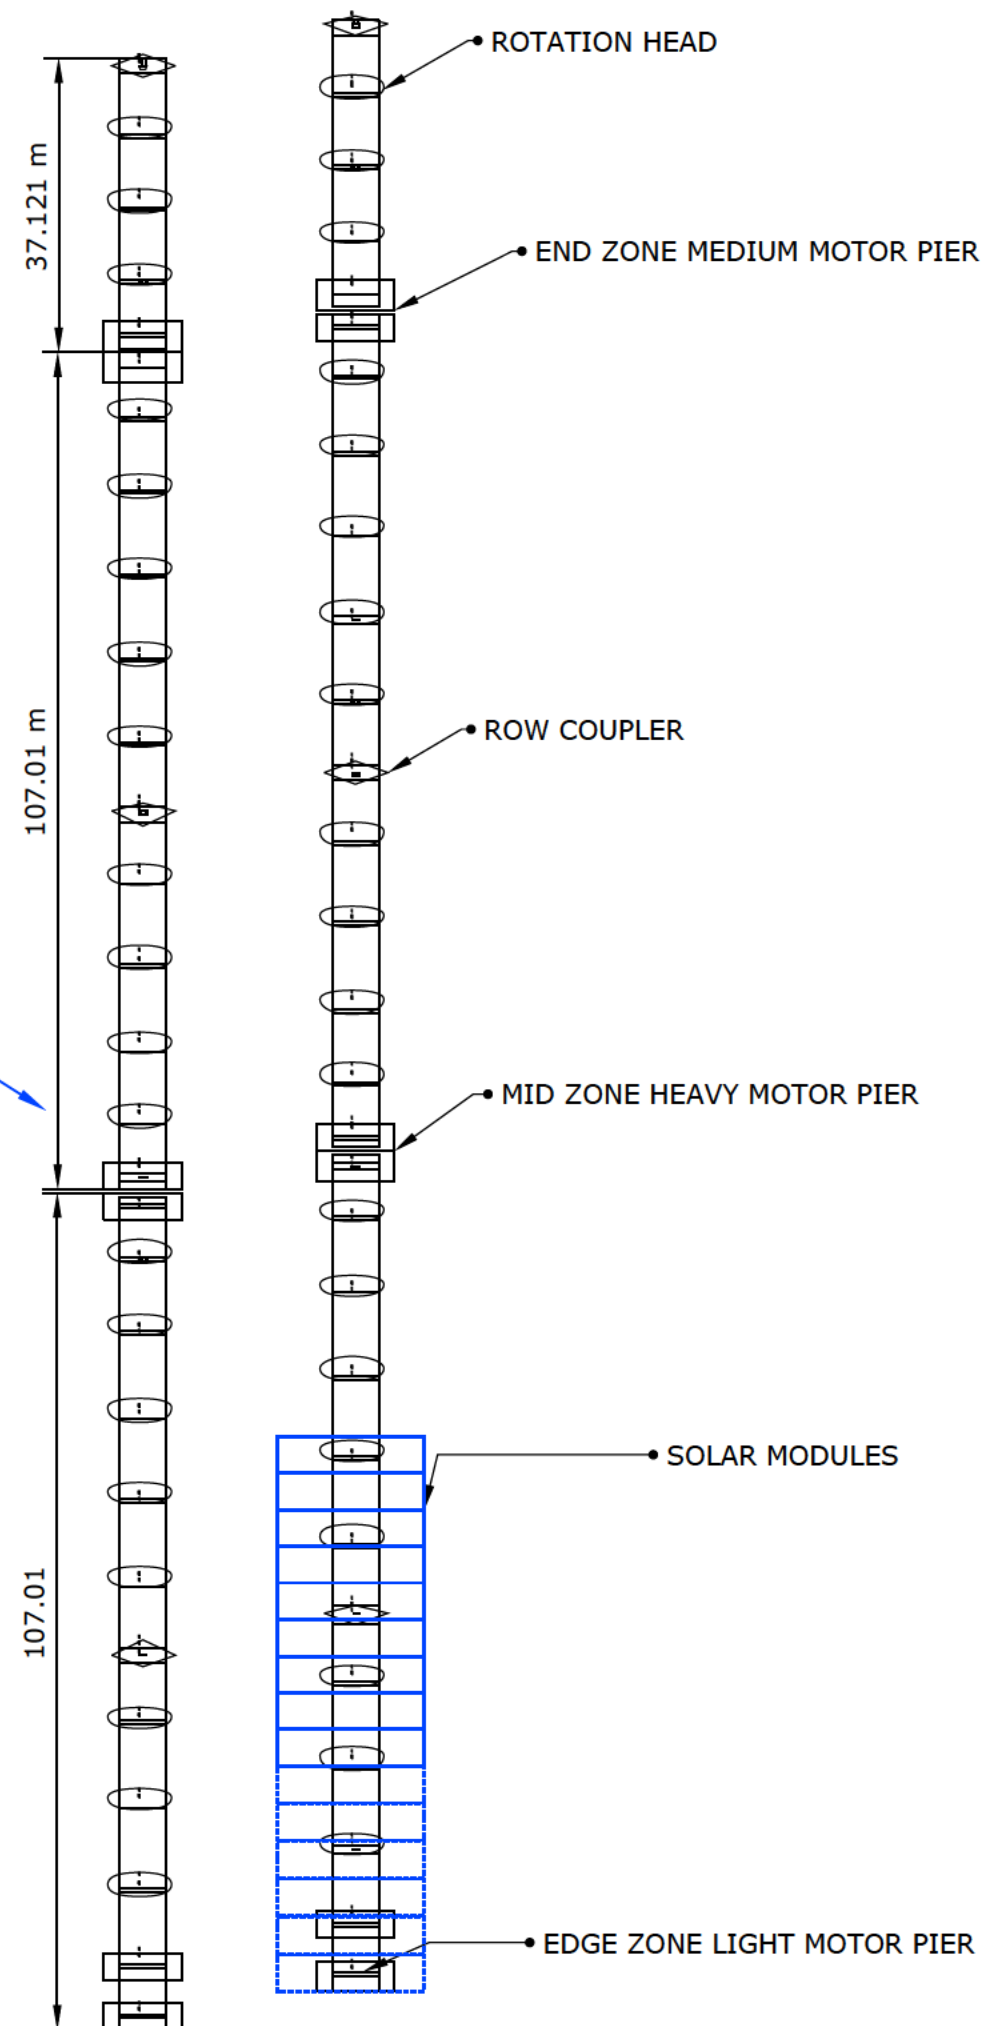 ROTATION HEAD
37.121 m
END ZONE MEDIUM MOTOR PIER
107.01 m
ROW COUPLER
MID ZONE HEAVY MOTOR PIER
SOLAR MODULES
107.01
EDGE ZONE LIGHT MOTOR PIER